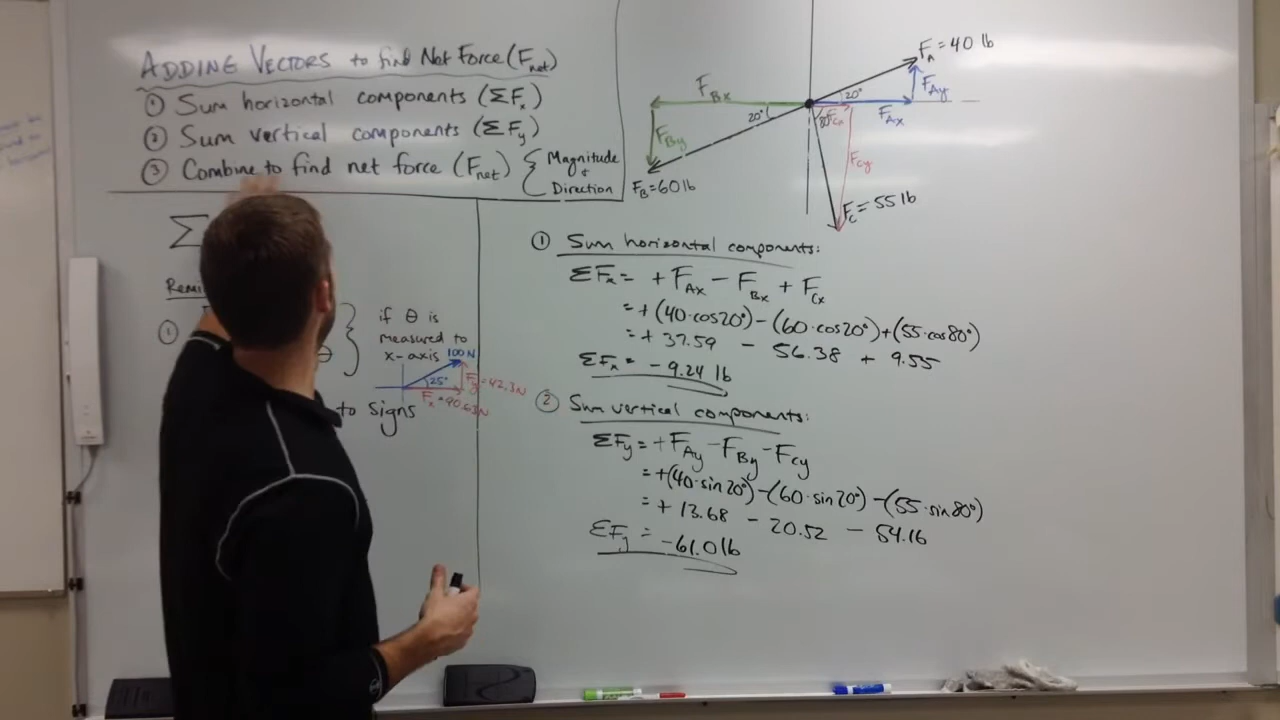 ADDING VECTORS to find Net Force (Fnet)
① Sum horizontal components (ΣFx)
② Sum vertical components (ΣFy)
③ Combine to find net force (Fnet) { Magnitude + Direction
Σ
①
θ } if θ is
measured to
x-axis
100 N
25°
Fy = 42.3N
Fx = 90.63N
to signs
FA = 40 lb
FAy
20°
FAx
FBx
20°
FBy
FB = 60 lb
80°
FCx
FCy
FC = 55 lb
① Sum horizontal components:
ΣFx = + FAx − FBx + FCx
= +(40·cos20°) −(60·cos20°)+(55·cos80°)
= + 37.59 − 56.38 + 9.55
ΣFx = −9.24 lb
② Sum vertical components:
ΣFy = +FAy −FBy −FCy
= +(40·sin20°) −(60·sin20°) −(55·sin80°)
= + 13.68 − 20.52 − 54.16
ΣFy = −61.0 lb